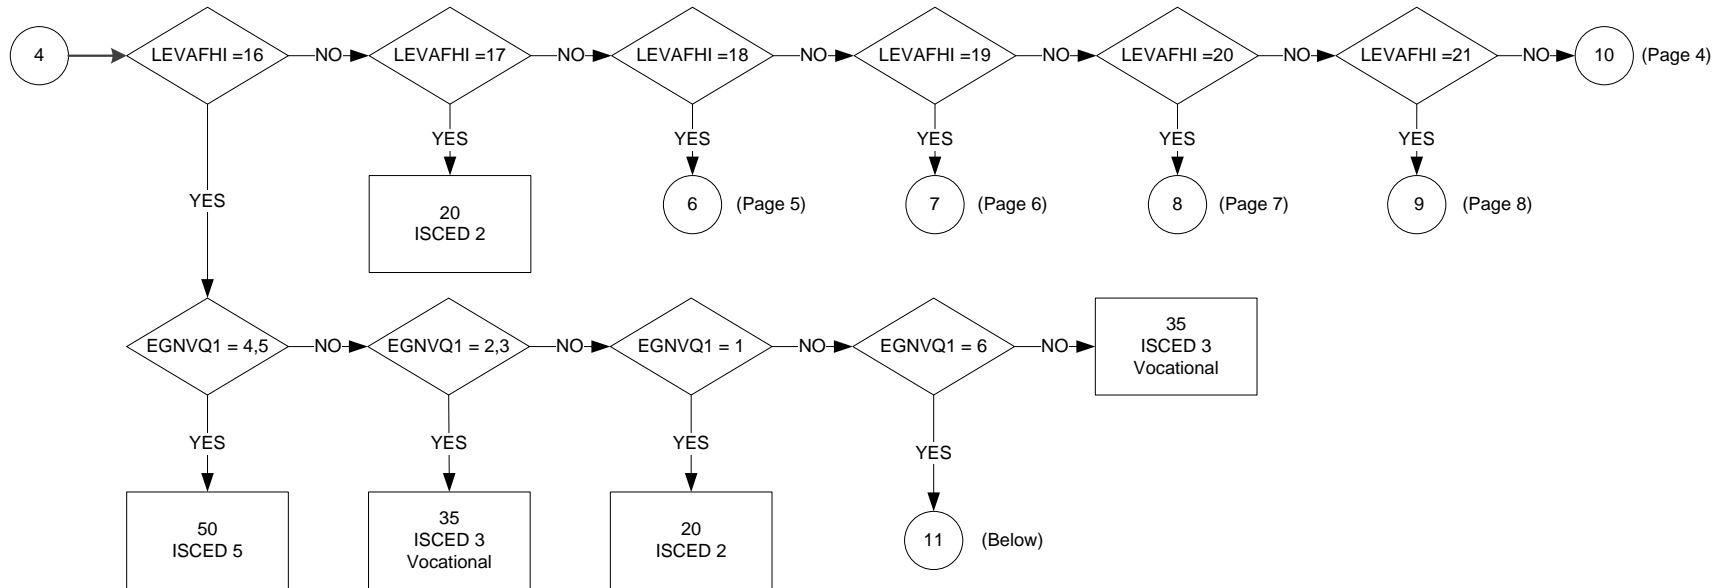 4
LEVAFHI =16
NO
LEVAFHI =17
NO
LEVAFHI =18
NO
LEVAFHI =19
NO
LEVAFHI =20
NO
LEVAFHI =21
NO
10
(Page 4)
YES
YES
YES
YES
YES
YES
20
ISCED 2
6
(Page 5)
7
(Page 6)
8
(Page 7)
9
(Page 8)
EGNVQ1 = 4,5
NO
EGNVQ1 = 2,3
NO
EGNVQ1 = 1
NO
EGNVQ1 = 6
NO
35
ISCED 3
Vocational
YES
YES
YES
YES
50
ISCED 5
35
ISCED 3
Vocational
20
ISCED 2
11
(Below)